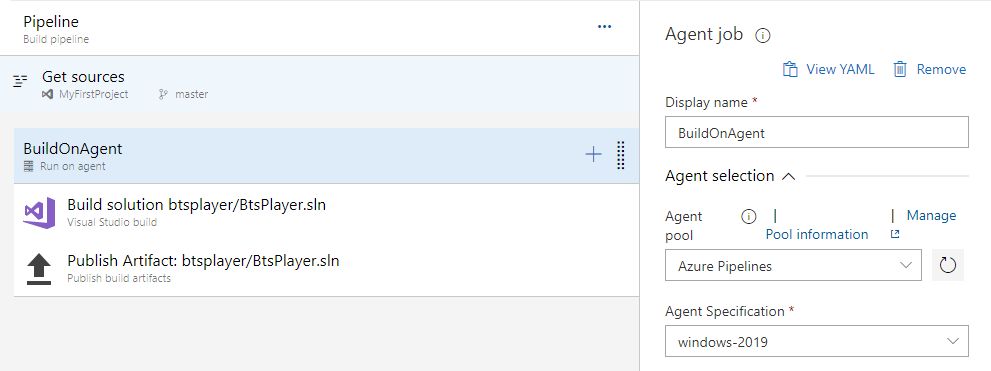 Pipeline
Build pipeline
...
Get sources
MyFirstProject master
BuildOnAgent
Run on agent
Build solution btsplayer/BtsPlayer.sln
Visual Studio build
Publish Artifact: btsplayer/BtsPlayer.sln
Publish build artifacts
Agent job
View YAML Remove
Display name *
BuildOnAgent
Agent selection
Agent pool | Pool information | Manage
Azure Pipelines
Agent Specification *
windows-2019